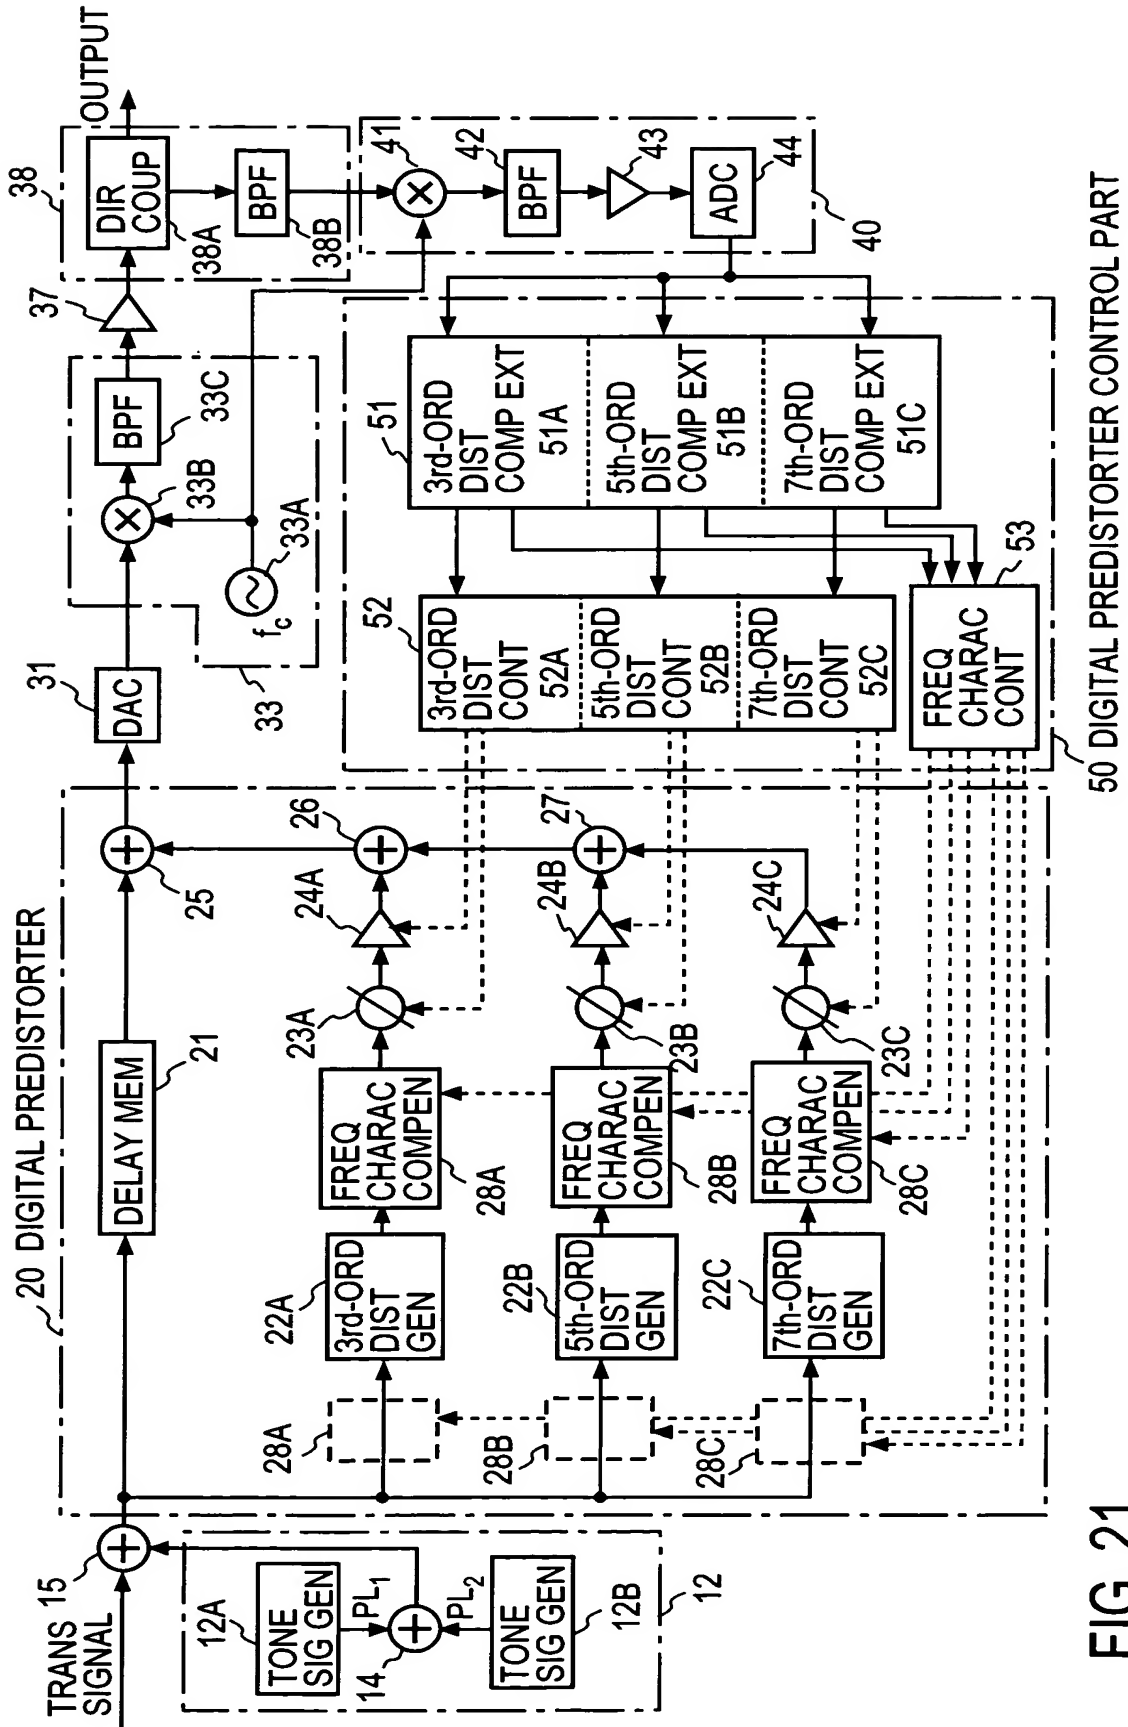 TRANS
SIGNAL
15
12A
TONE
SIG GEN
PL1
14
PL2
TONE
SIG GEN
12B
12
20 DIGITAL PREDISTORTER
DELAY MEM
21
25
28A
3rd-ORD
DIST
GEN
22A
FREQ
CHARAC
COMPEN
28A
23A
24A
26
28B
5th-ORD
DIST
GEN
22B
FREQ
CHARAC
COMPEN
28B
23B
24B
27
28C
7th-ORD
DIST
GEN
22C
FREQ
CHARAC
COMPEN
28C
23C
24C
DAC
31
33
fc
33A
33B
BPF
33C
37
38
DIR
COUP
38A
BPF
38B
OUTPUT
41
BPF
42
43
ADC
44
40
51
3rd-ORD
DIST
COMP EXT
51A
5th-ORD
DIST
COMP EXT
51B
7th-ORD
DIST
COMP EXT
51C
52
3rd-ORD
DIST
CONT
52A
5th-ORD
DIST
CONT
52B
7th-ORD
DIST
CONT
52C
FREQ
CHARAC
CONT
53
50 DIGITAL PREDISTORTER CONTROL PART
FIG. 21